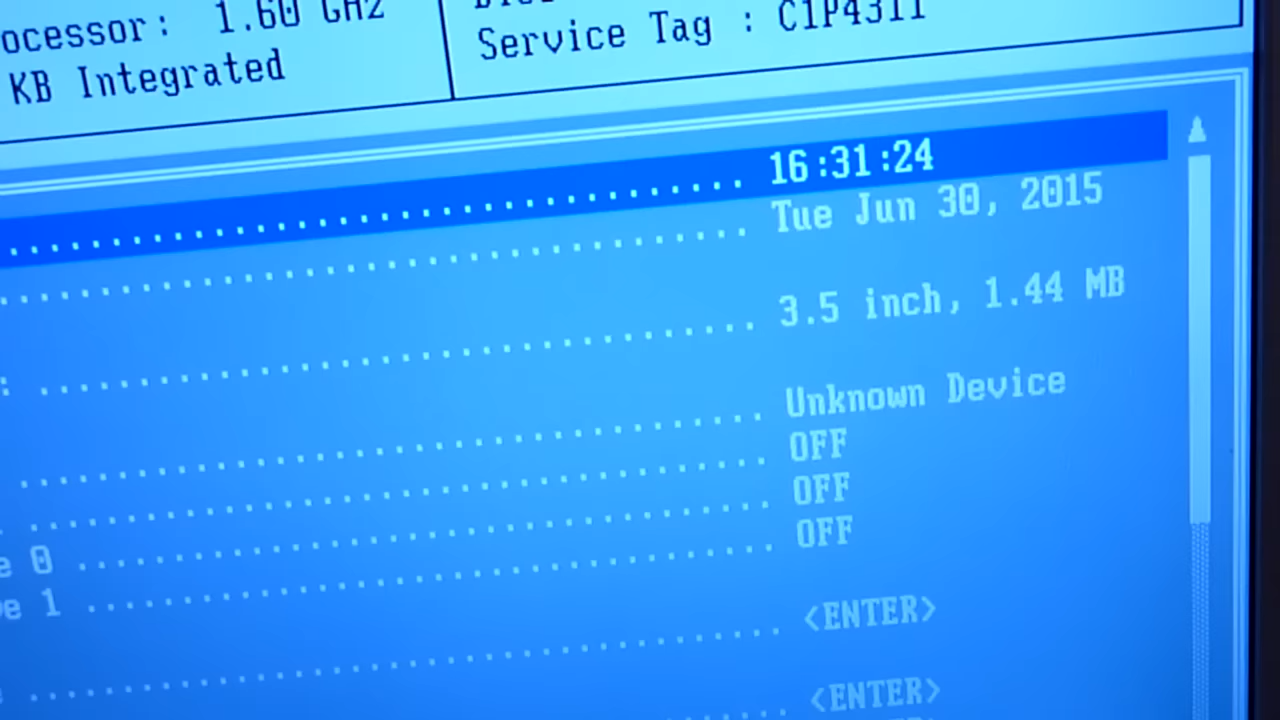 ocessor: 1.60 GHz
KB Integrated
Service Tag : C1P4311
.......... 16:31:24
.......... Tue Jun 30, 2015
: .......... 3.5 inch, 1.44 MB
.......... Unknown Device
.......... OFF
e 0 .......... OFF
e 1 .......... OFF
.......... <ENTER>
.......... <ENTER>